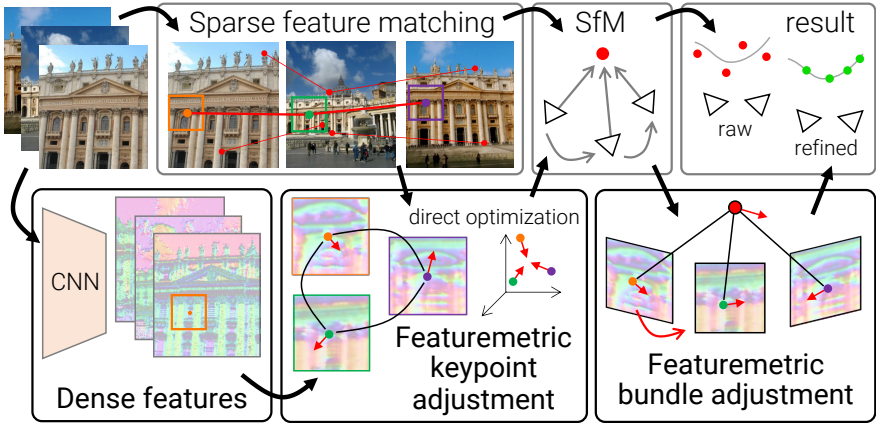 Sparse feature matching
SfM
result
raw
refined
CNN
direct optimization
Dense features
Featuremetric
keypoint
adjustment
Featuremetric
bundle adjustment